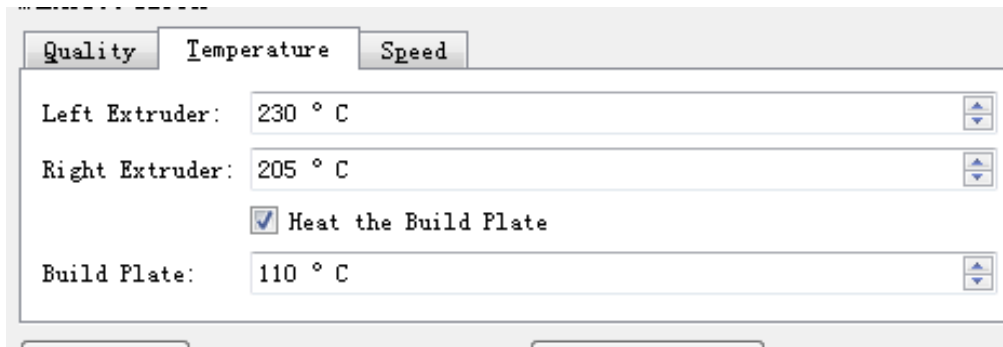 Quality Temperature Speed
Left Extruder: 230 ° C
Right Extruder: 205 ° C
Heat the Build Plate
Build Plate: 110 ° C